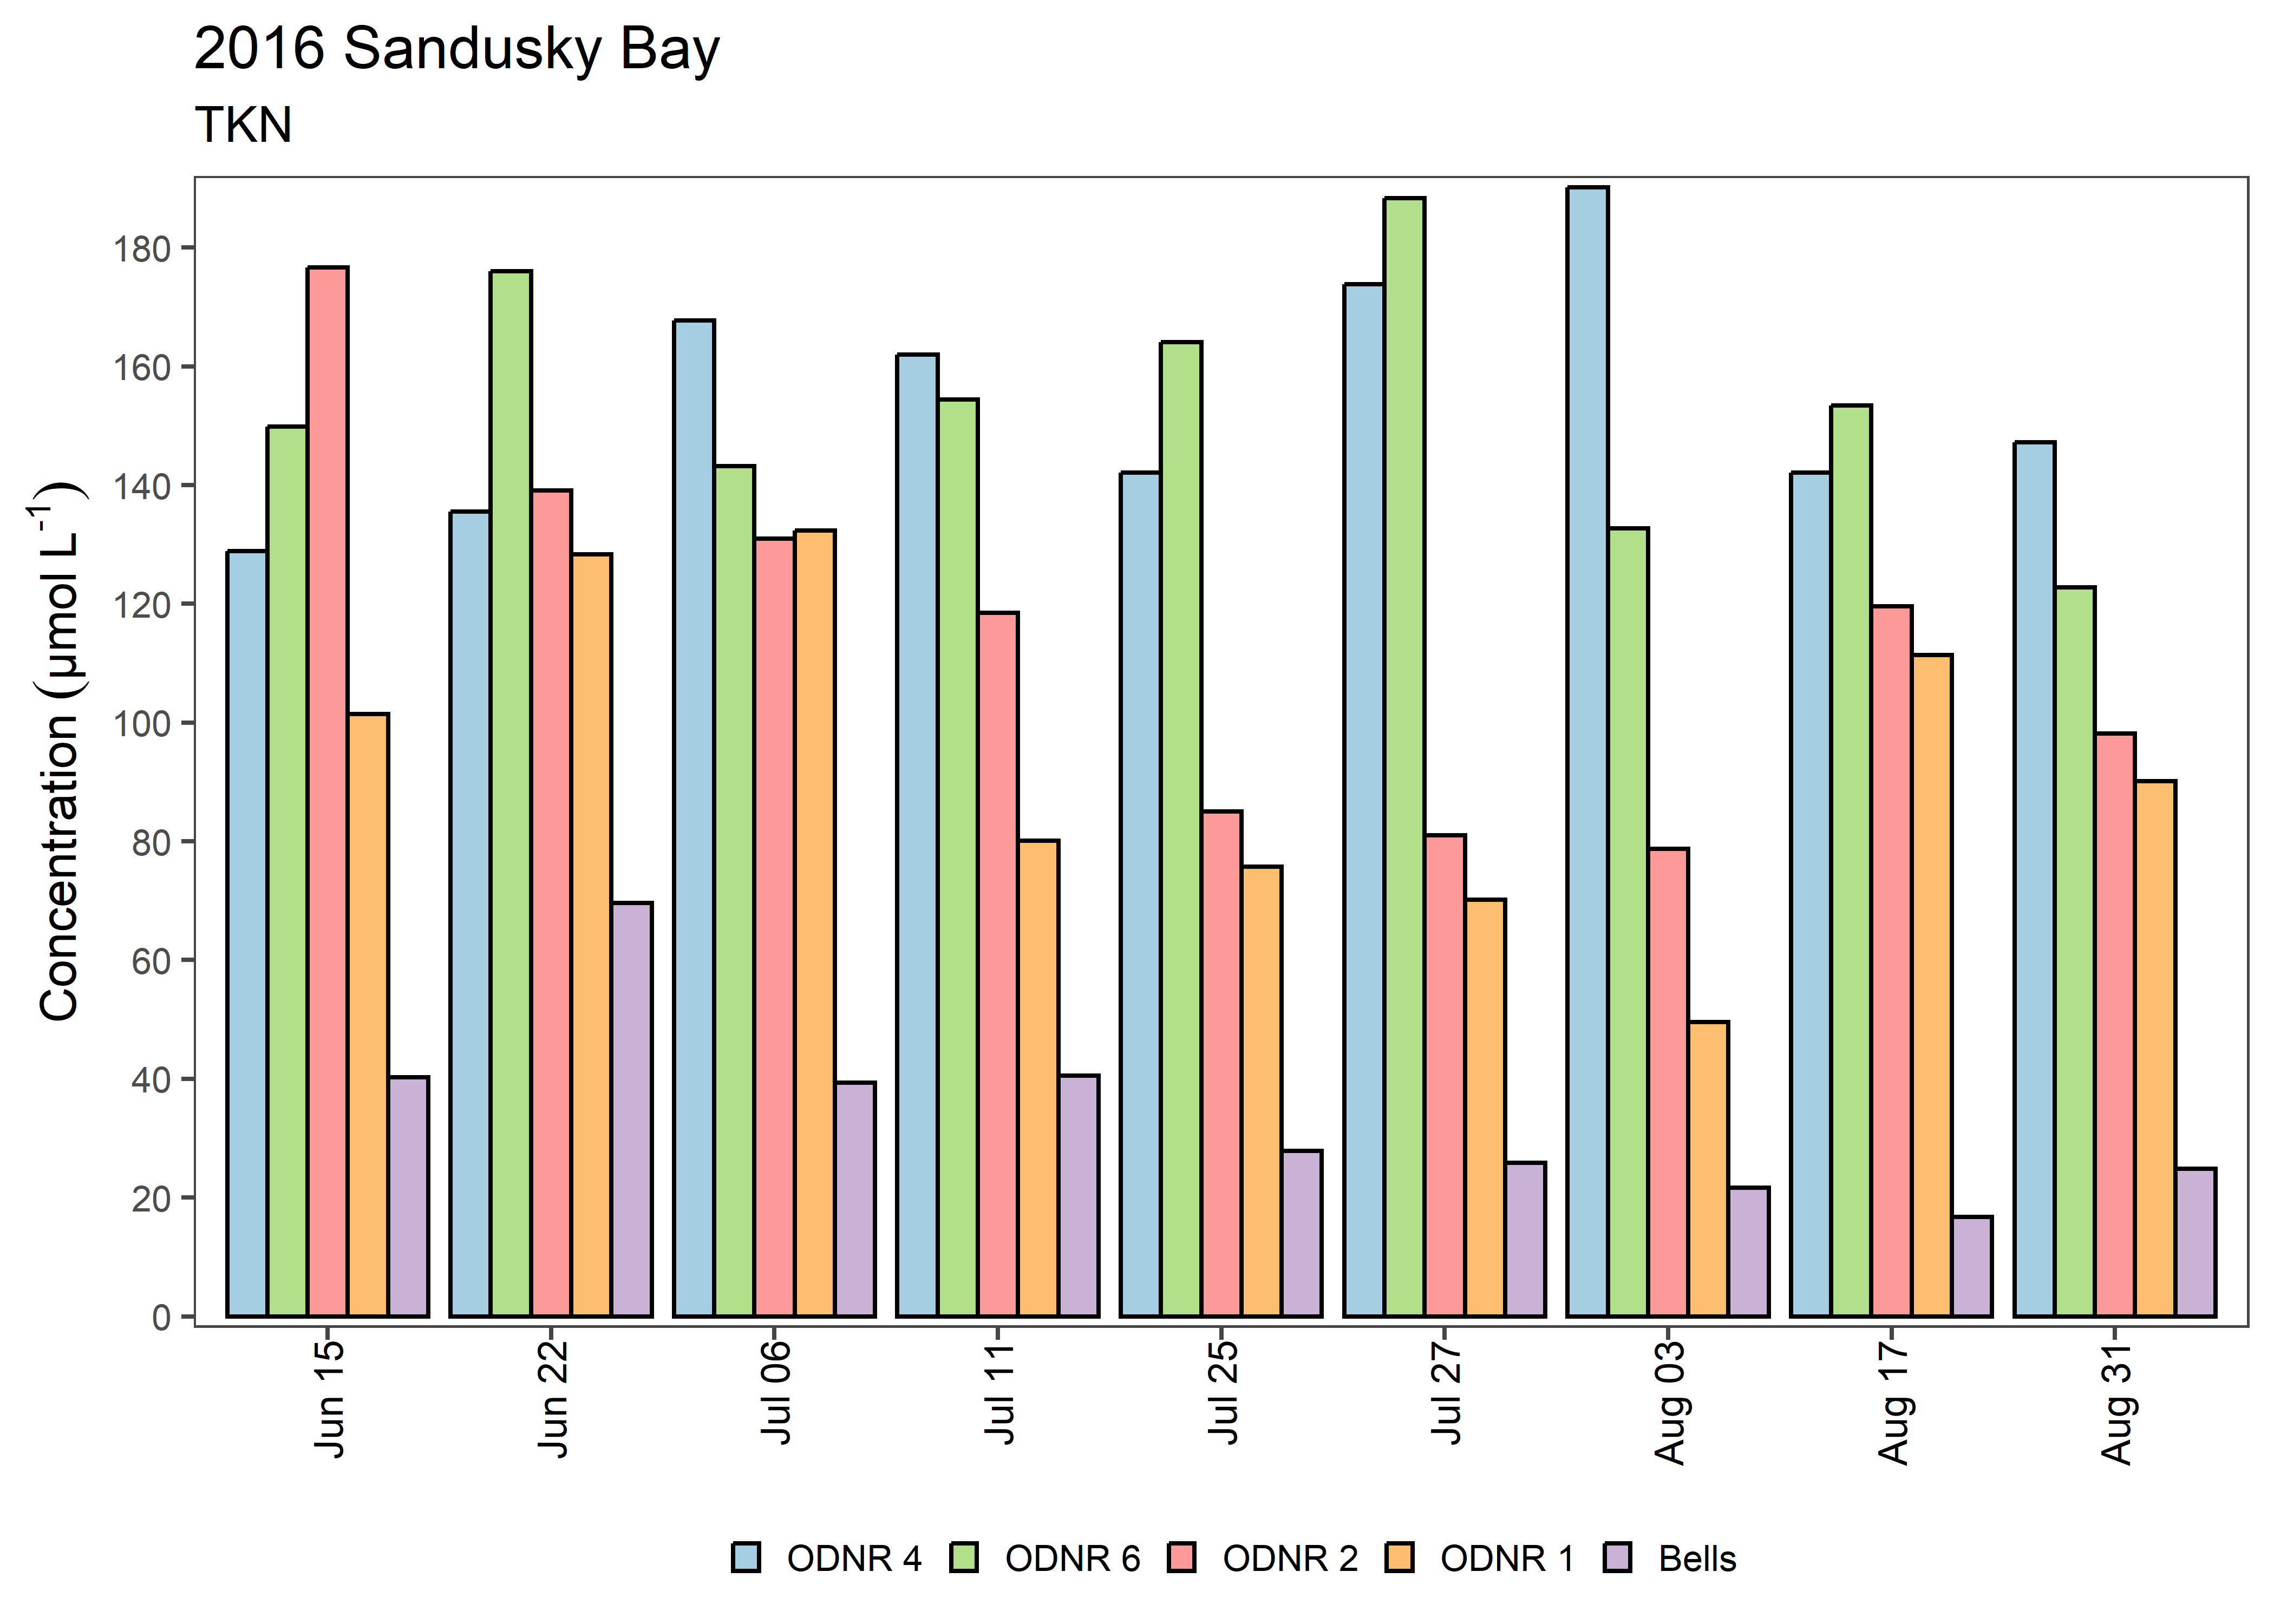 2016 Sandusky Bay
TKN
Concentration (µmol L⁻¹)
180
160
140
120
100
80
60
40
20
0
Jun 15
Jun 22
Jul 06
Jul 11
Jul 25
Jul 27
Aug 03
Aug 17
Aug 31
ODNR 4
ODNR 6
ODNR 2
ODNR 1
Bells